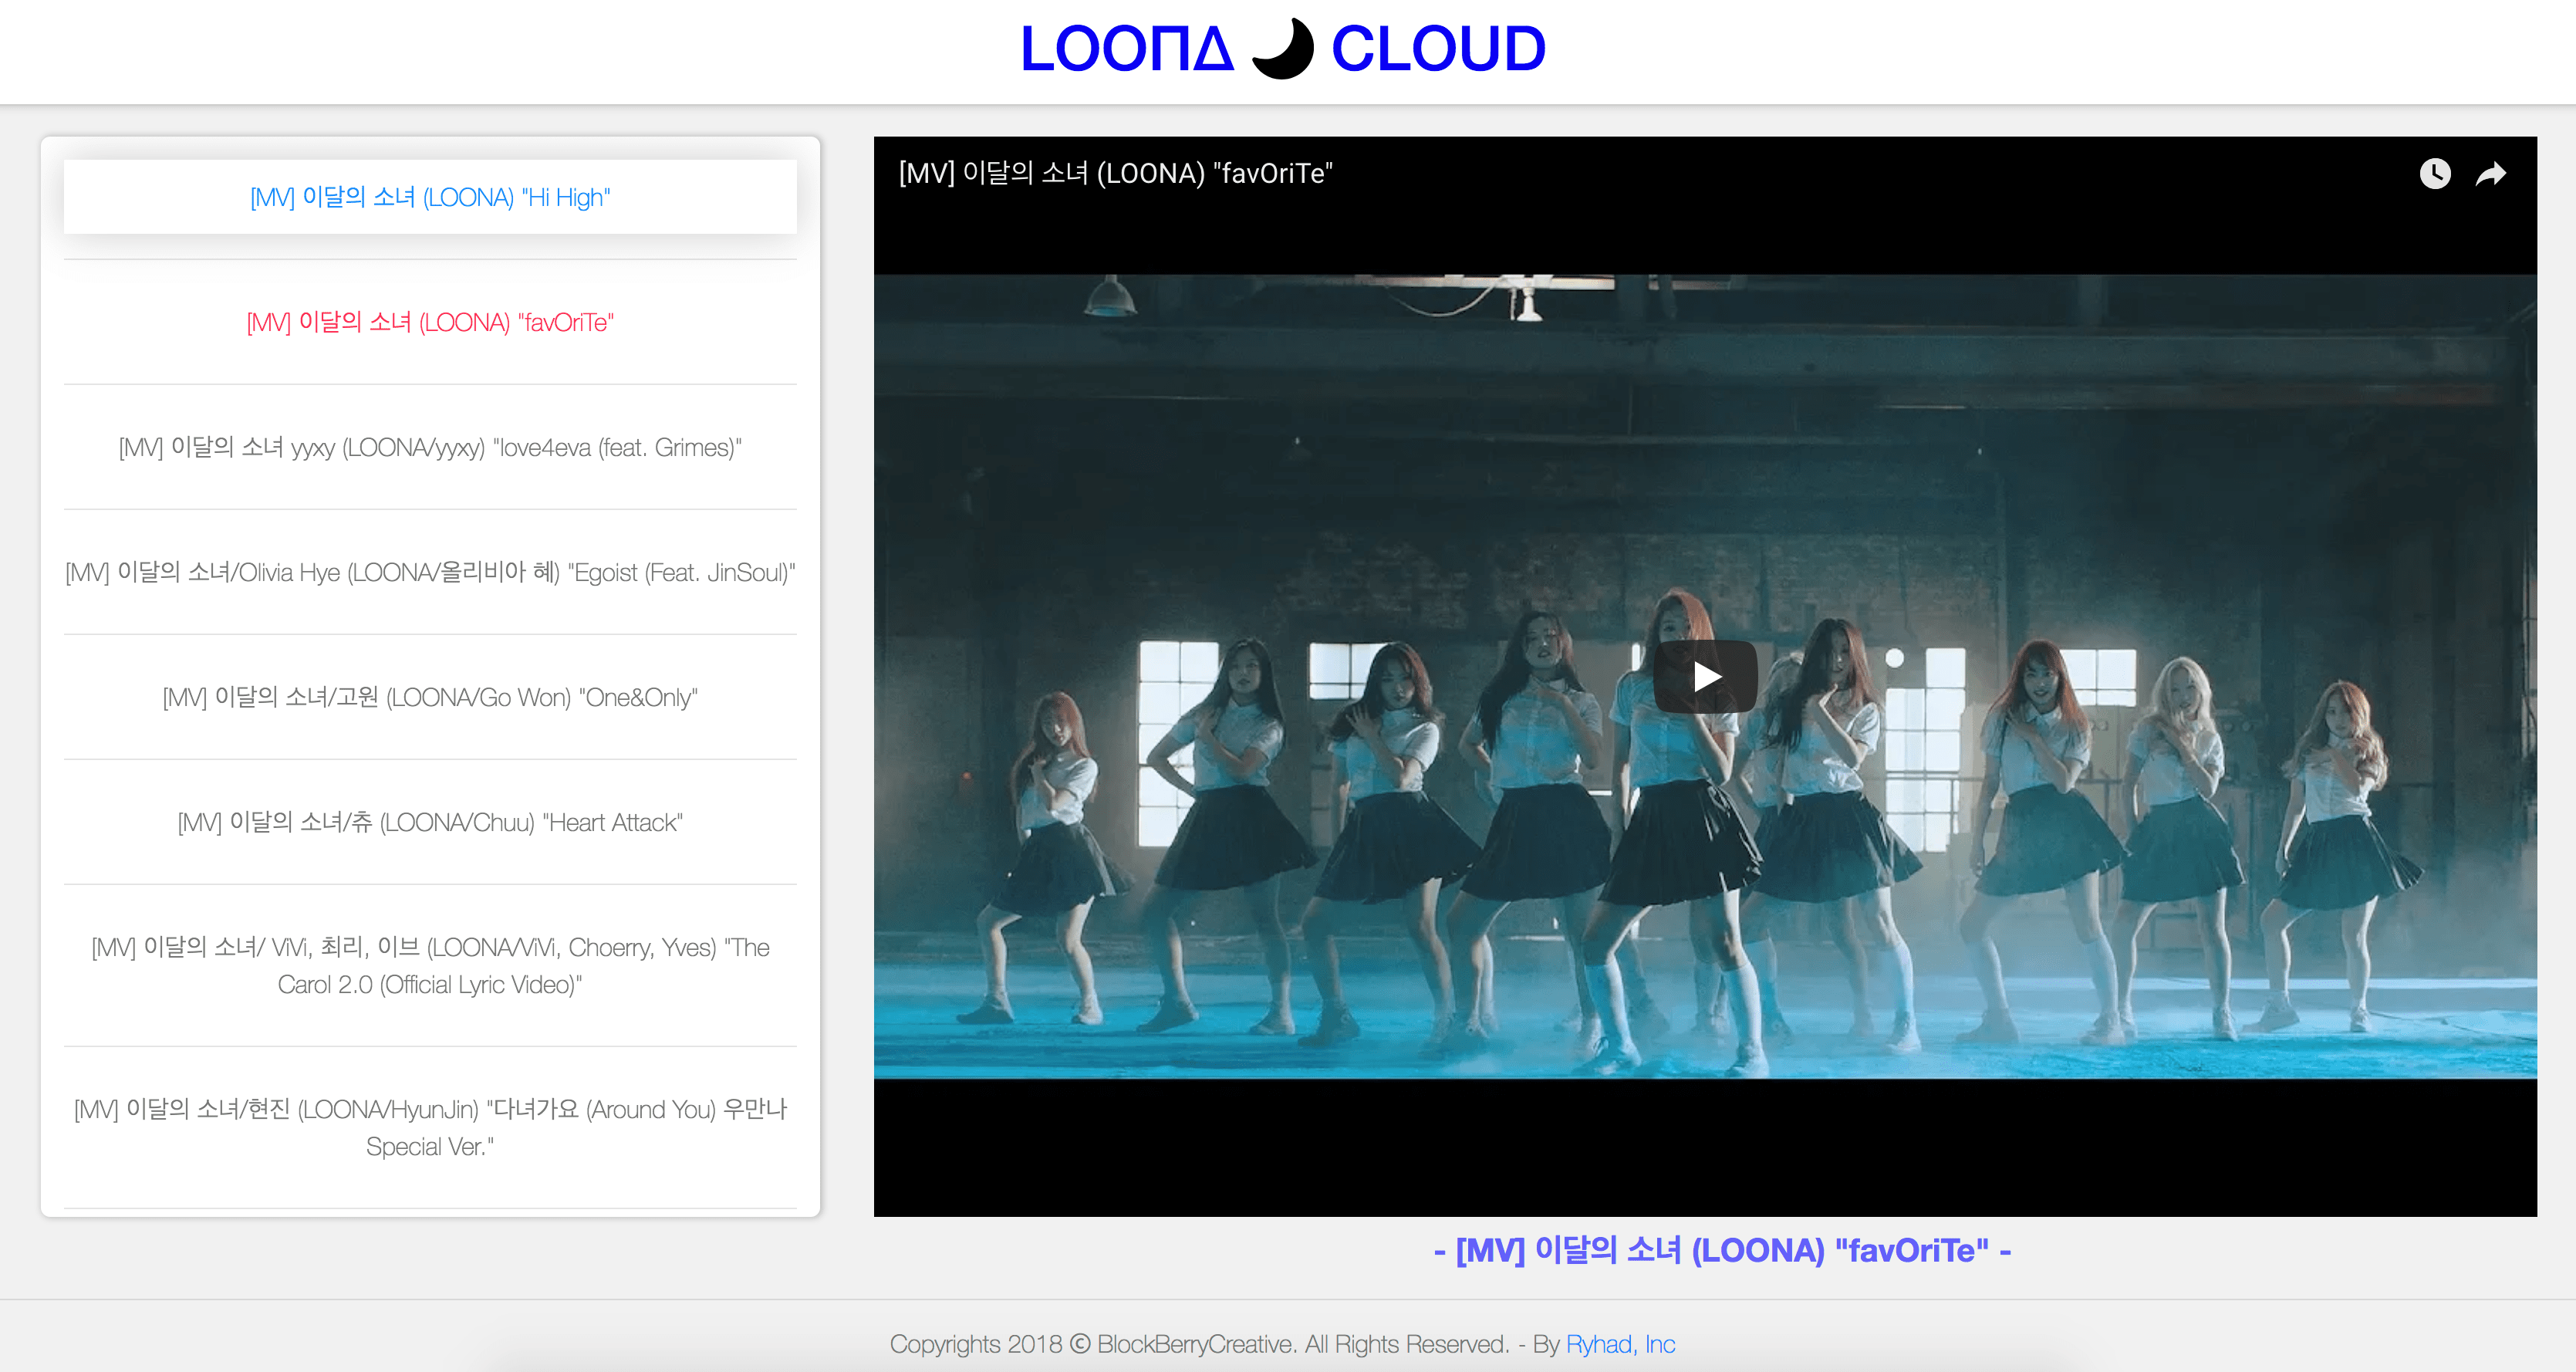 LOOΠΔ CLOUD
[MV] 이달의 소녀 (LOONA) "Hi High"
[MV] 이달의 소녀 (LOONA) "favOriTe"
[MV] 이달의 소녀 yyxy (LOONA/yyxy) "love4eva (feat. Grimes)"
[MV] 이달의 소녀/Olivia Hye (LOONA/올리비아 혜) "Egoist (Feat. JinSoul)"
[MV] 이달의 소녀/고원 (LOONA/Go Won) "One&Only"
[MV] 이달의 소녀/츄 (LOONA/Chuu) "Heart Attack"
[MV] 이달의 소녀/ ViVi, 최리, 이브 (LOONA/ViVi, Choerry, Yves) "The
Carol 2.0 (Official Lyric Video)"
[MV] 이달의 소녀/현진 (LOONA/HyunJin) "다녀가요 (Around You) 우만나
Special Ver."
[MV] 이달의 소녀 (LOONA) "favOriTe"
- [MV] 이달의 소녀 (LOONA) "favOriTe" -
Copyrights 2018 © BlockBerryCreative. All Rights Reserved. - By Ryhad, Inc